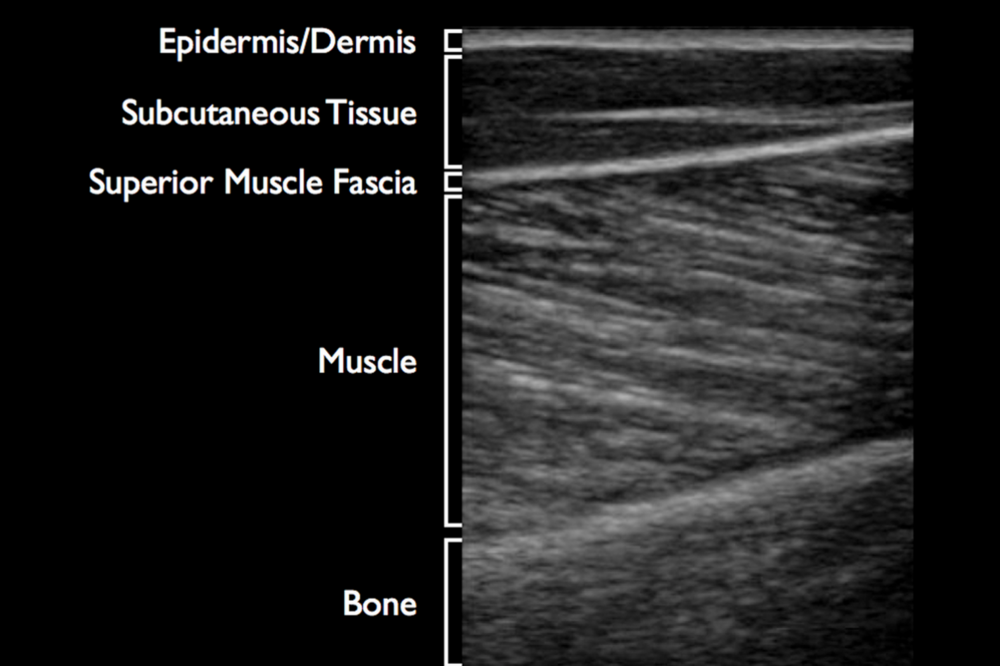 Epidermis/Dermis
Subcutaneous Tissue
Superior Muscle Fascia
Muscle
Bone